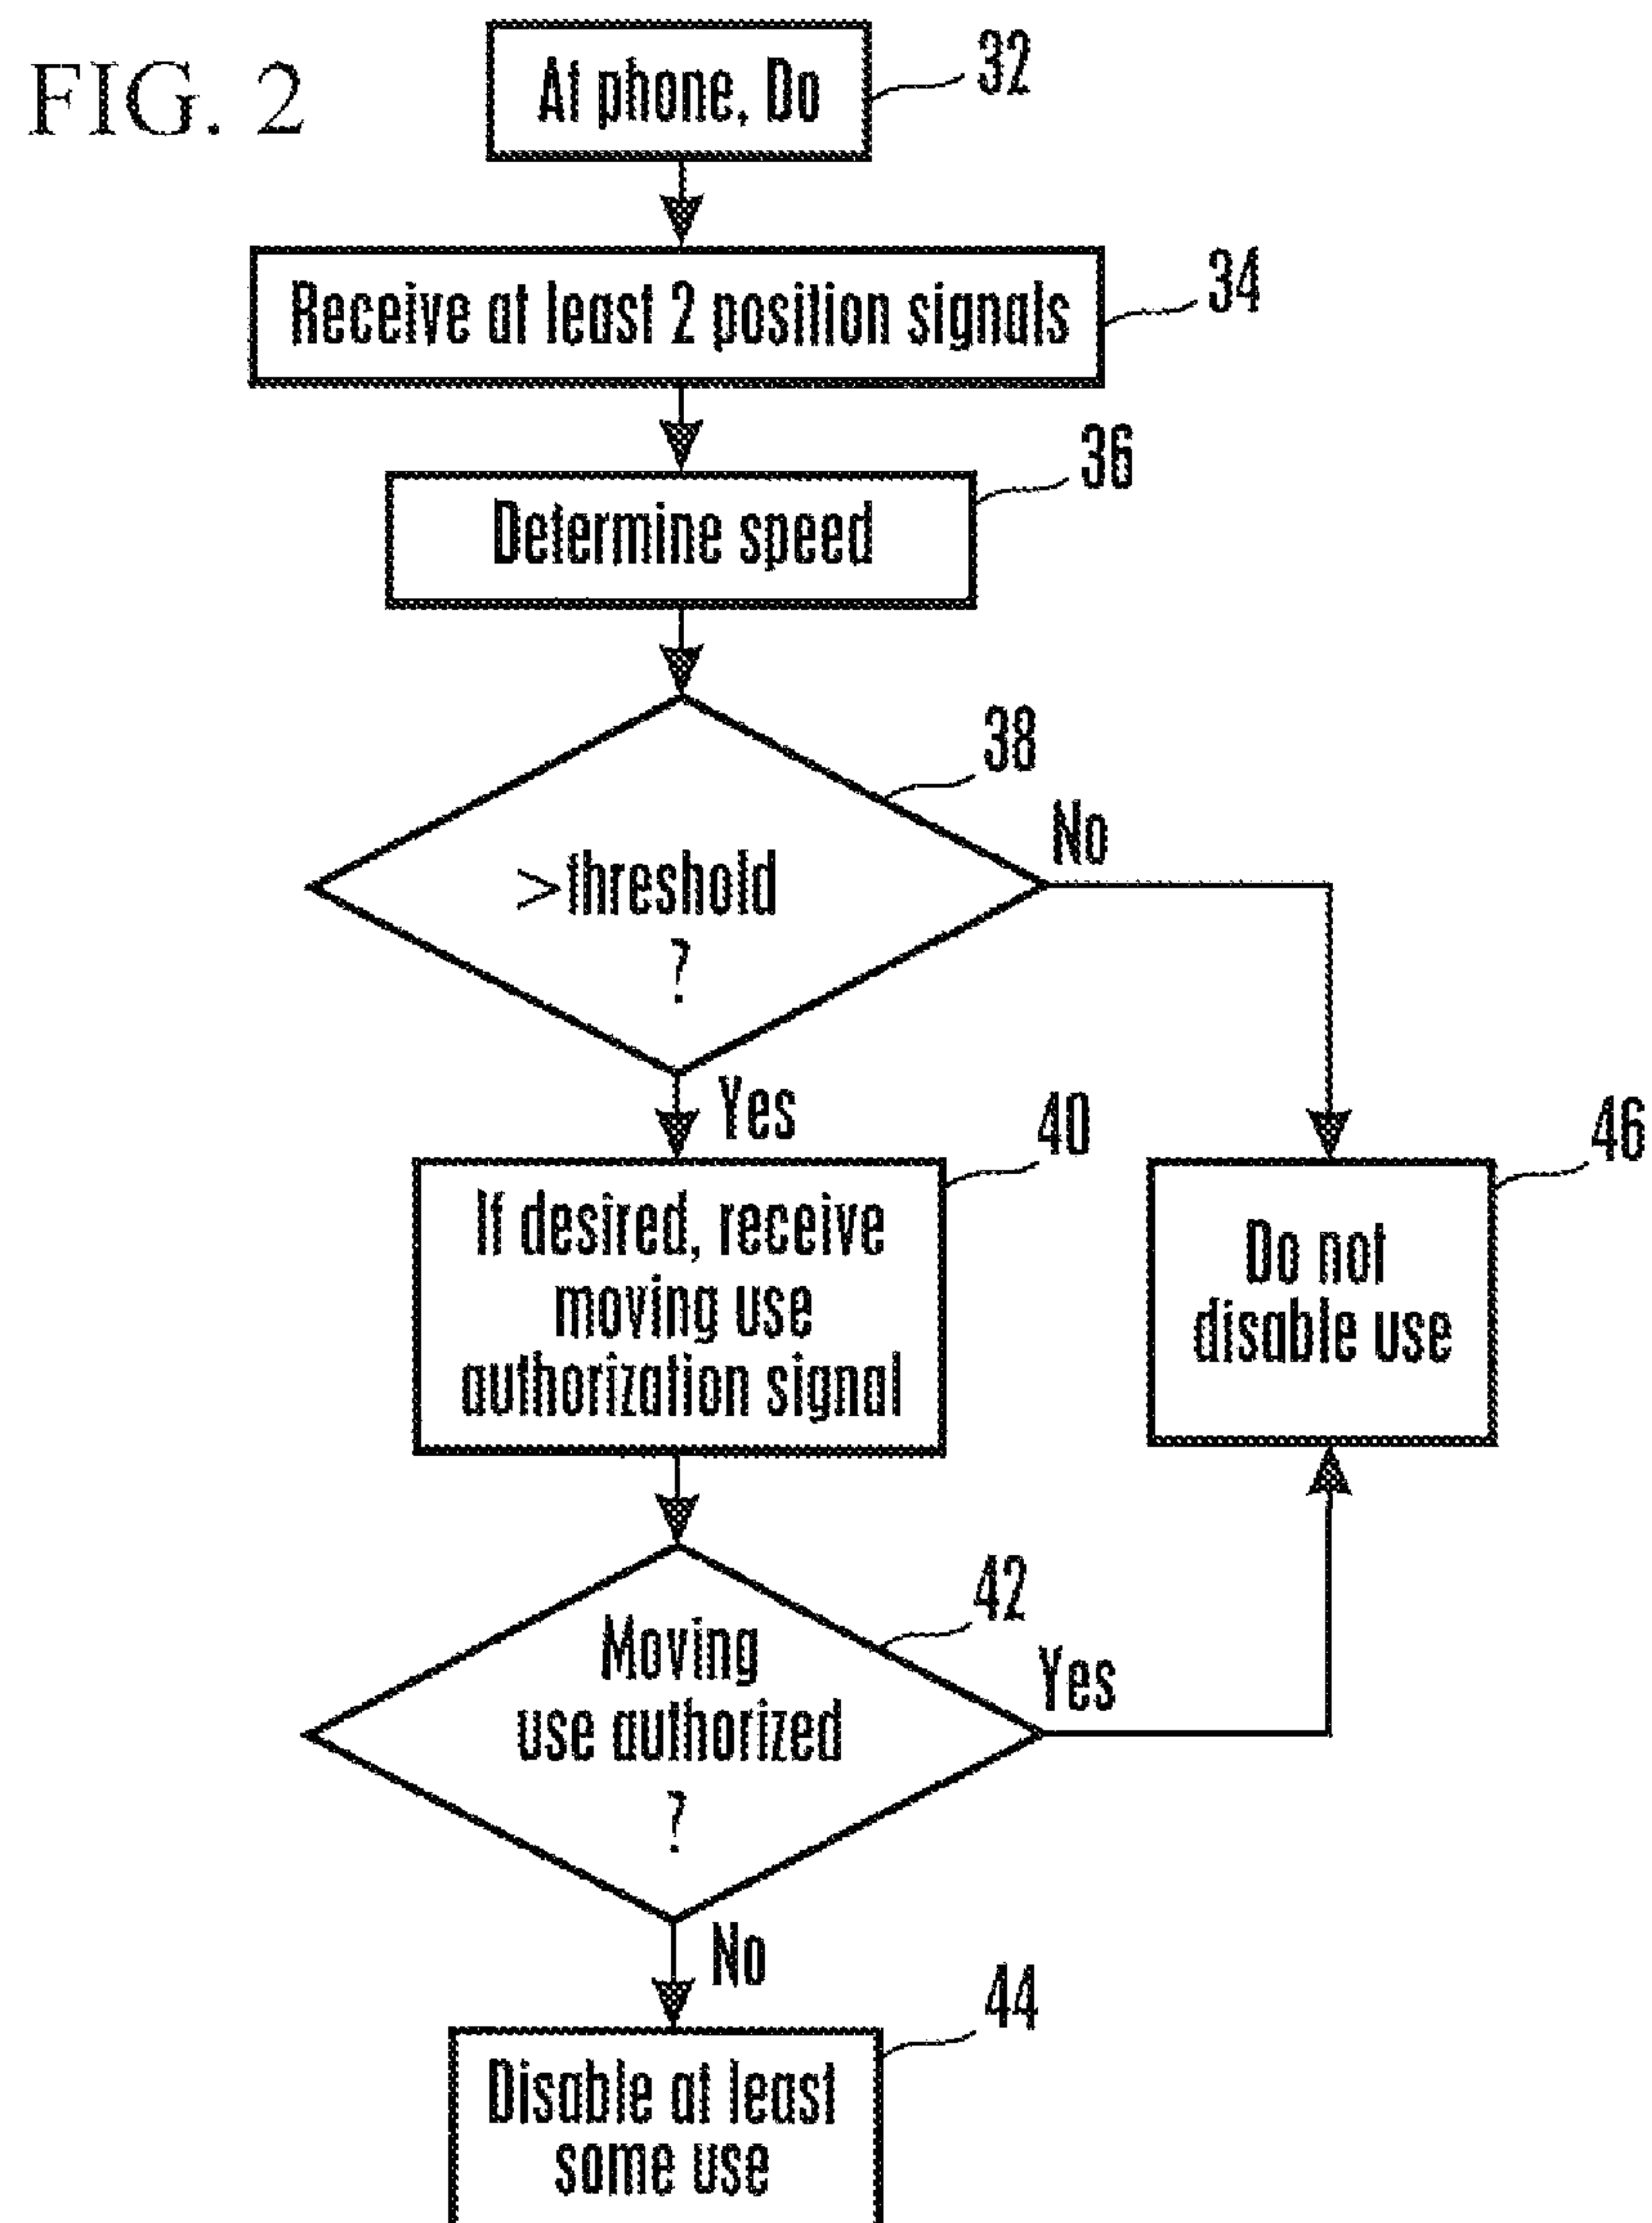 FIG. 2
At phone, Do
32
Receive at least 2 position signals
34
Determine speed
36
38
>threshold
?
No
Yes
40
If desired, receive
moving use
authorization signal
46
Do not
disable use
42
Moving
use authorized
?
Yes
No
44
Disable at least
some use